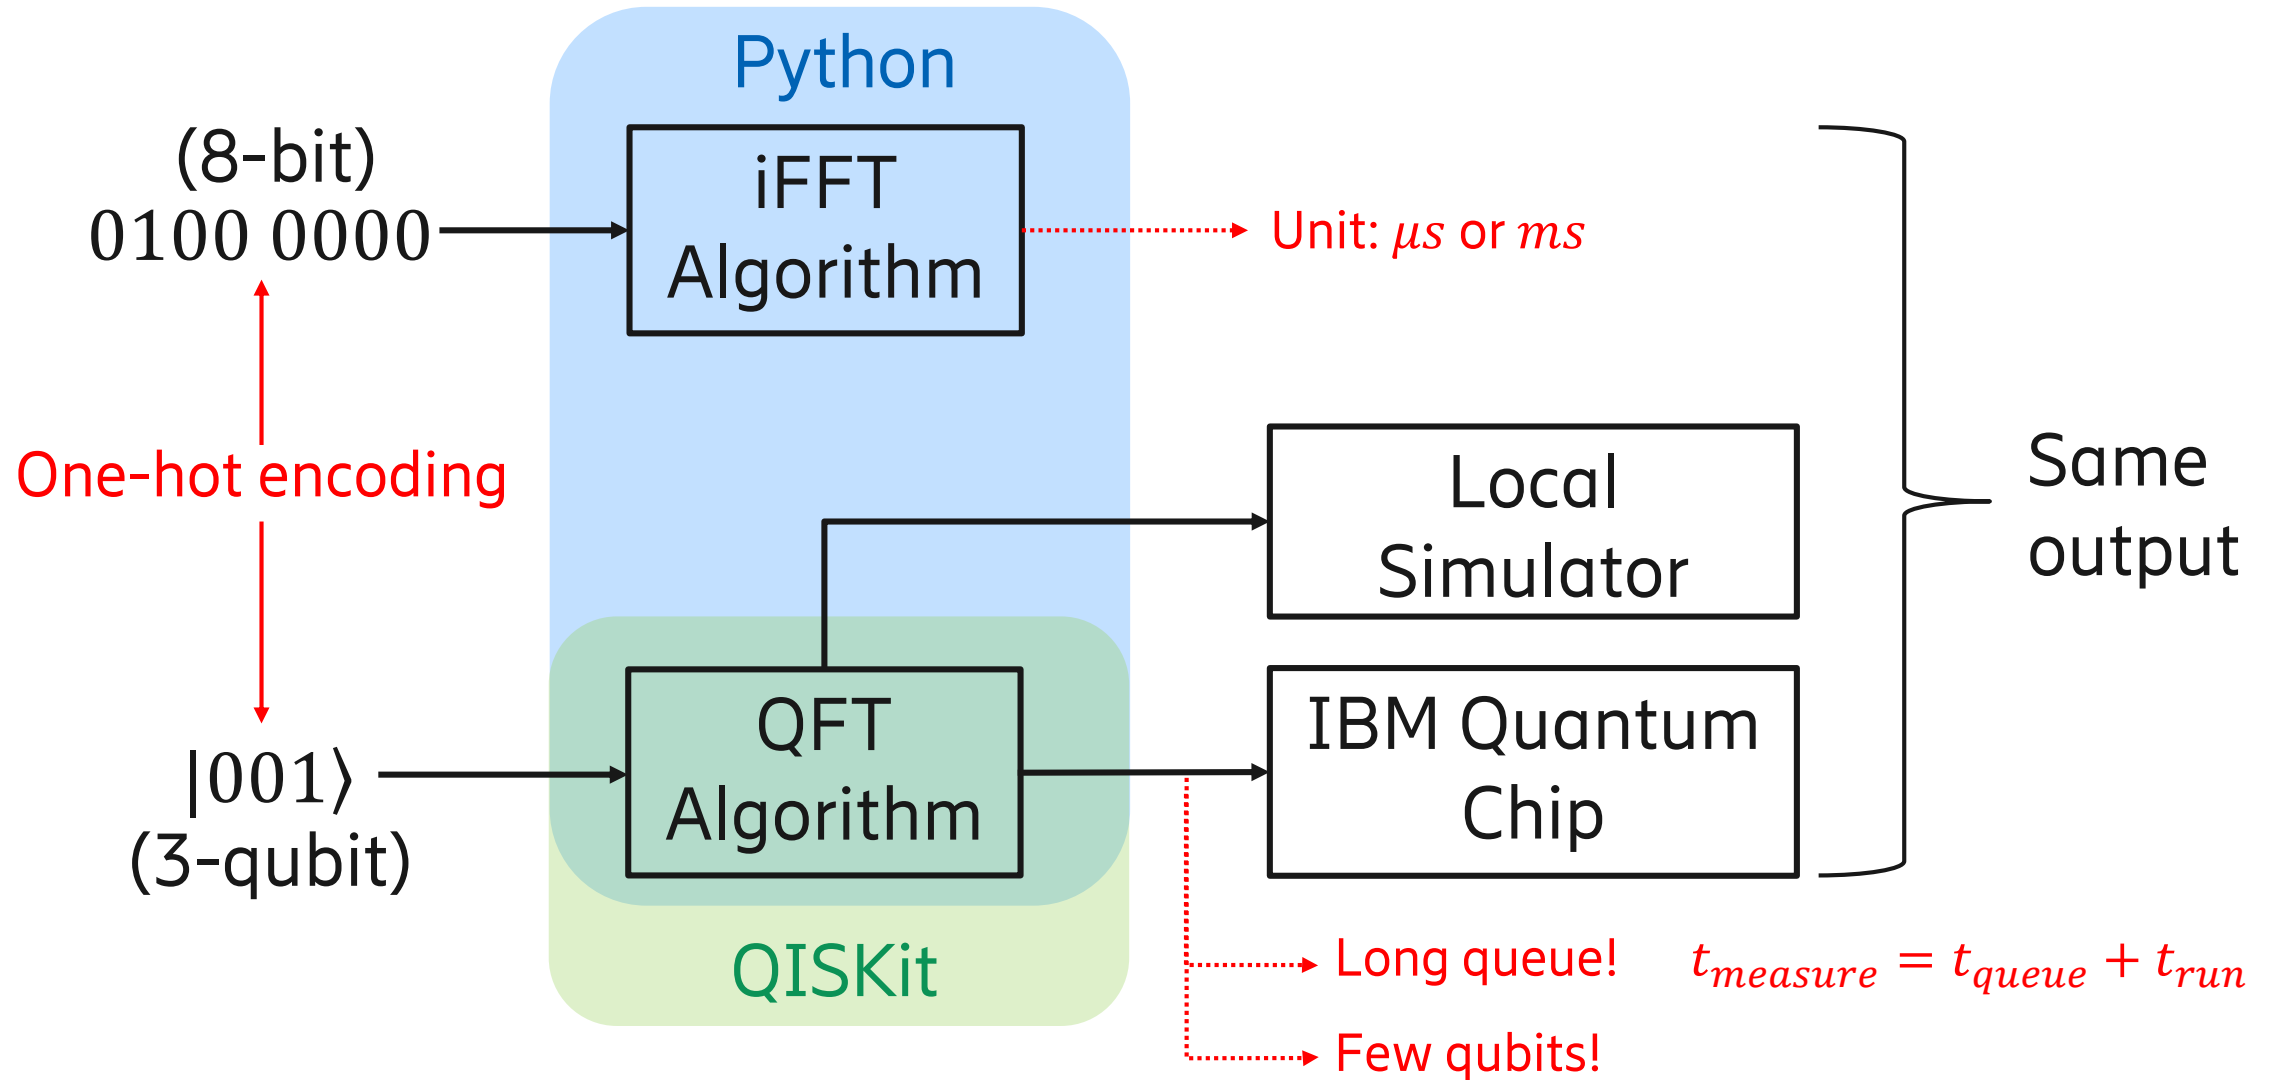 Python
(8-bit)
0100 0000
iFFT
Algorithm
Unit: μs or ms
One-hot encoding
Local
Simulator
Same
output
|001⟩
(3-qubit)
QFT
Algorithm
IBM Quantum
Chip
QISKit
Long queue!
t_measure = t_queue + t_run
Few qubits!